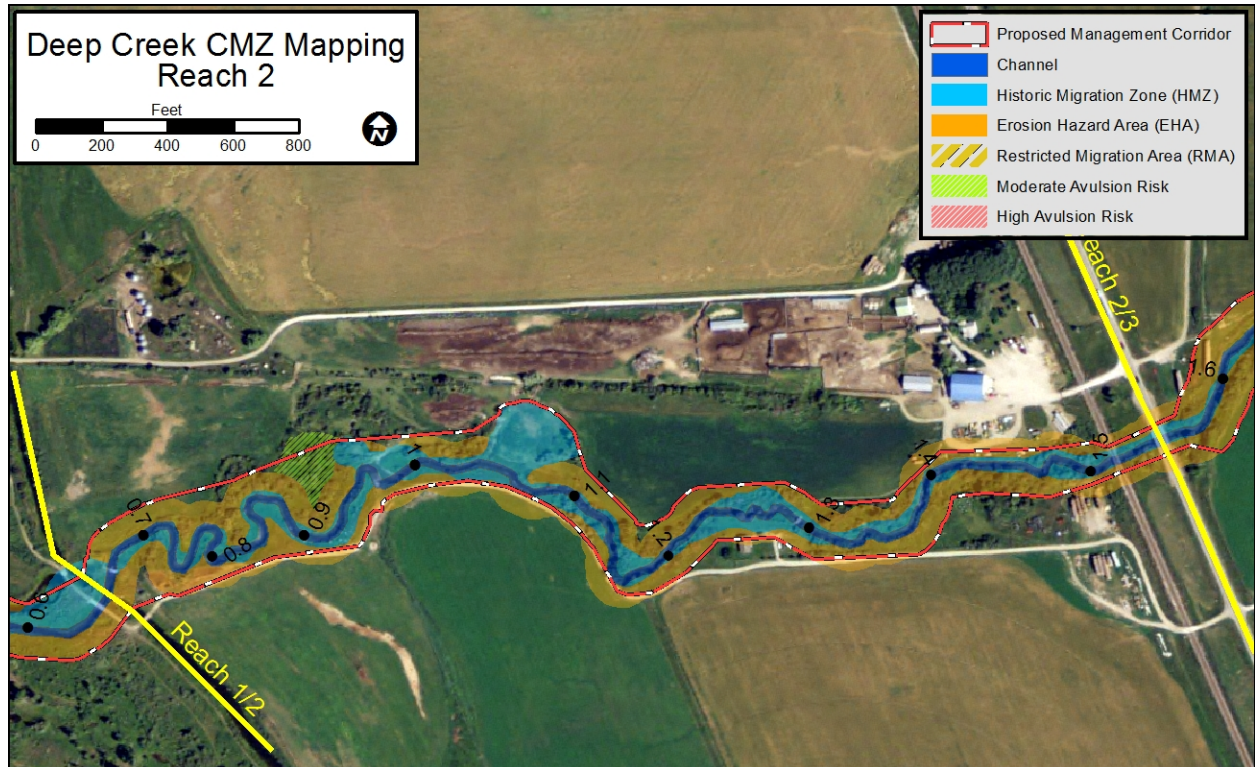 Deep Creek CMZ Mapping
Reach 2
Feet
0 200 400 600 800
N
Proposed Management Corridor
Channel
Historic Migration Zone (HMZ)
Erosion Hazard Area (EHA)
Restricted Migration Area (RMA)
Moderate Avulsion Risk
High Avulsion Risk
Reach 2/3
1.6
1.5
1.4
1
1.1
0.7
0.9
1.3
0.8
1.2
0.6
Reach 1/2